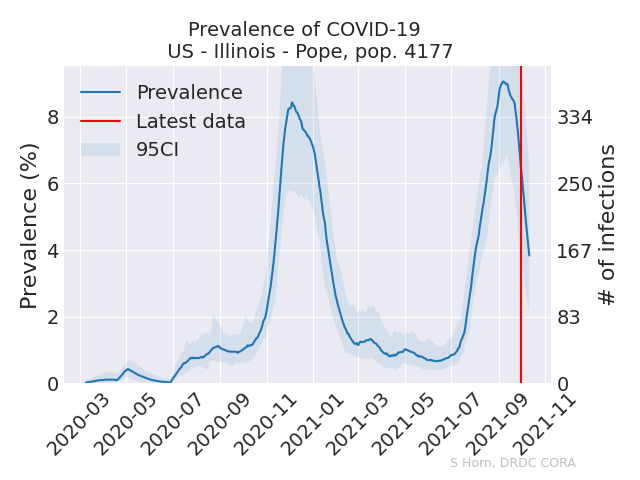 Prevalence of COVID-19
US - Illinois - Pope, pop. 4177
Prevalence
Latest data
95CI
Prevalence (%)
0
2
4
6
8
# of infections
0
83
167
250
334
2020-03
2020-05
2020-07
2020-09
2020-11
2021-01
2021-03
2021-05
2021-07
2021-09
2021-11
S Horn, DRDC CORA